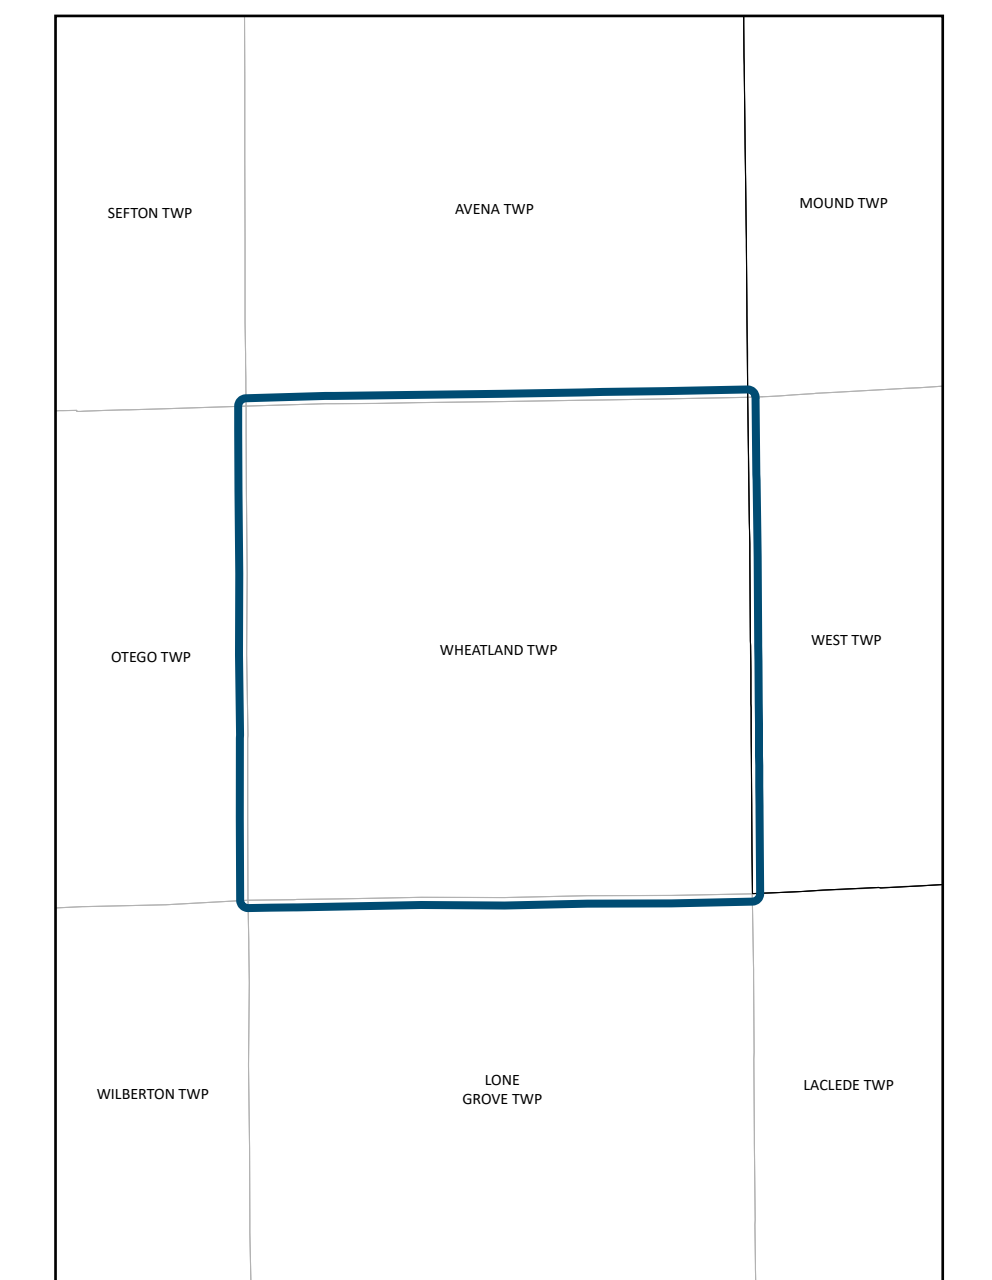 SEFTON TWP
AVENA TWP
MOUND TWP
OTEGO TWP
WHEATLAND TWP
WEST TWP
WILBERTON TWP
LONE
GROVE TWP
LACLEDE TWP